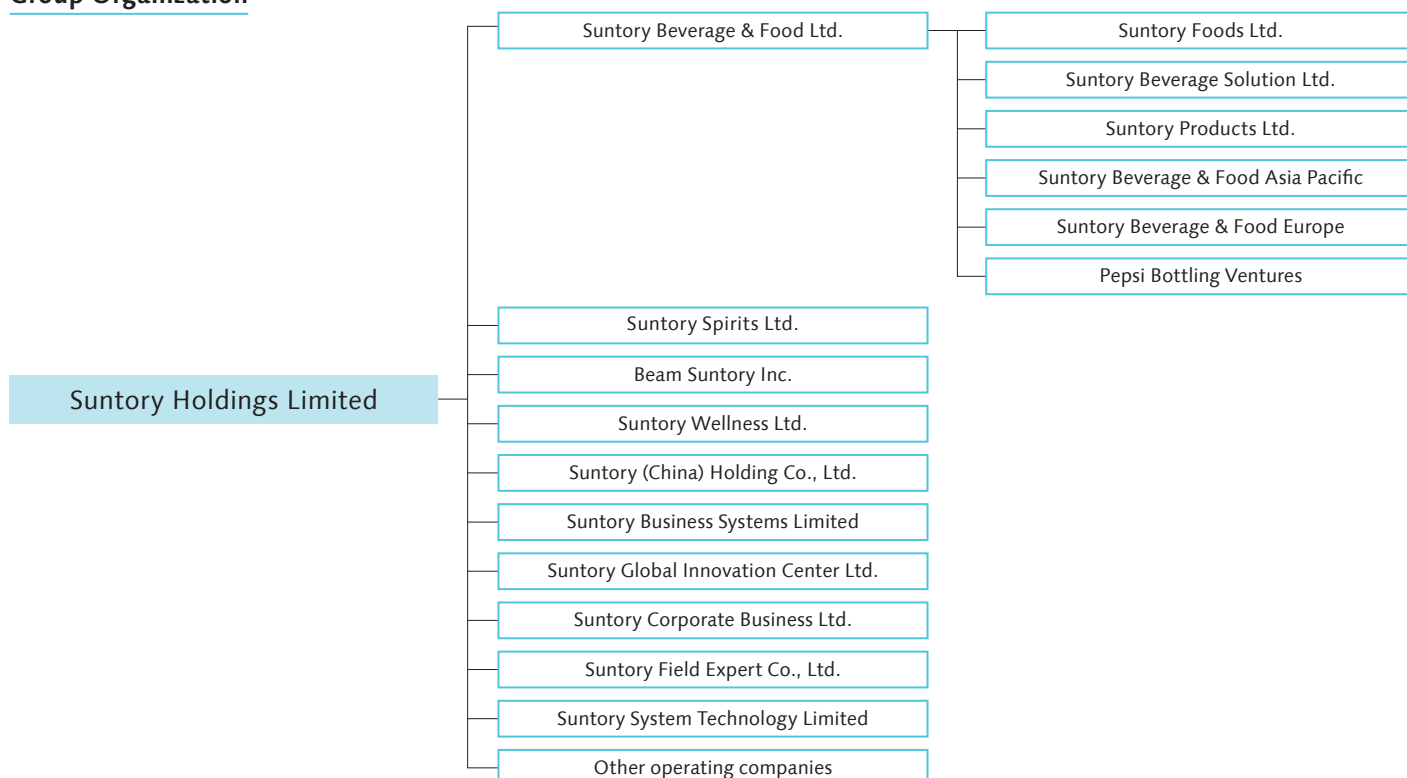 Group Organization
Suntory Beverage & Food Ltd.
Suntory Foods Ltd.
Suntory Beverage Solution Ltd.
Suntory Products Ltd.
Suntory Beverage & Food Asia Pacific
Suntory Beverage & Food Europe
Pepsi Bottling Ventures
Suntory Holdings Limited
Suntory Spirits Ltd.
Beam Suntory Inc.
Suntory Wellness Ltd.
Suntory (China) Holding Co., Ltd.
Suntory Business Systems Limited
Suntory Global Innovation Center Ltd.
Suntory Corporate Business Ltd.
Suntory Field Expert Co., Ltd.
Suntory System Technology Limited
Other operating companies